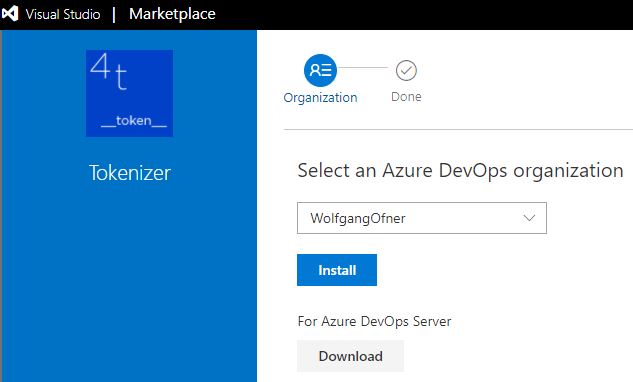 Visual Studio | Marketplace
4t
__token__
Tokenizer
Organization
Done
Select an Azure DevOps organization
WolfgangOfner
Install
For Azure DevOps Server
Download